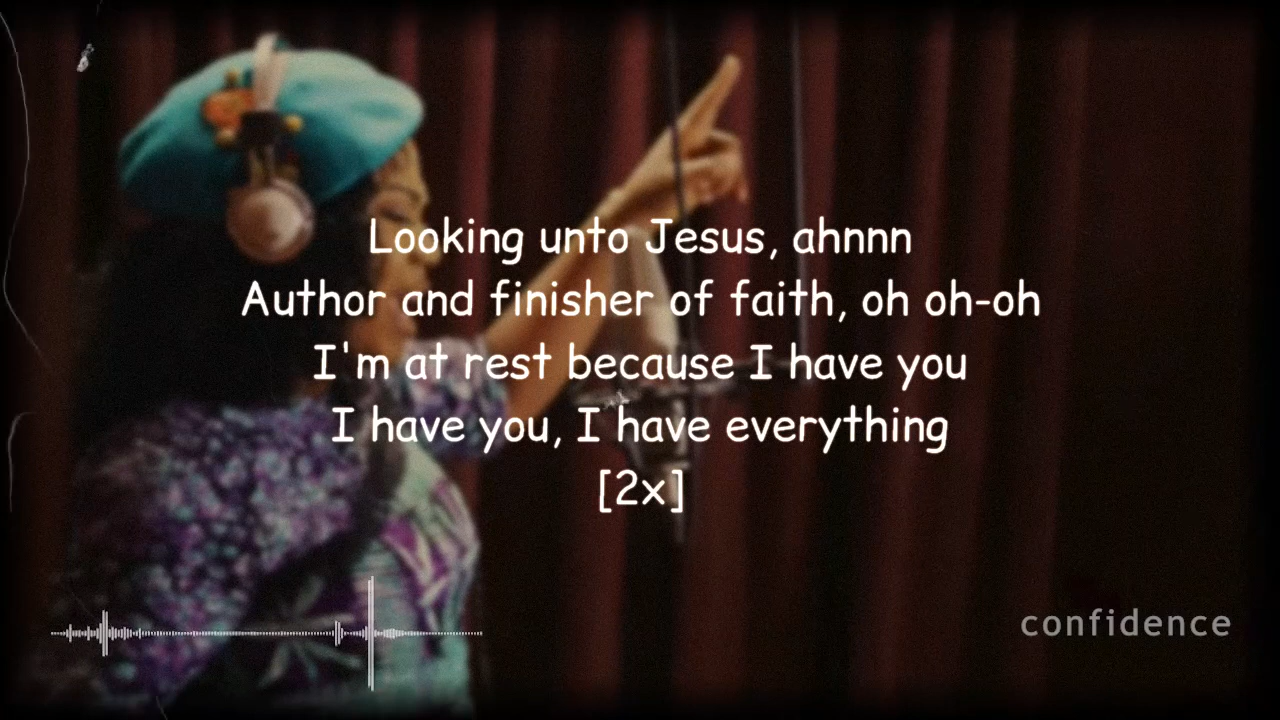 Looking unto Jesus, ahnnn
Author and finisher of faith, oh oh-oh
I'm at rest because I have you
I have you, I have everything
[2x]
confidence